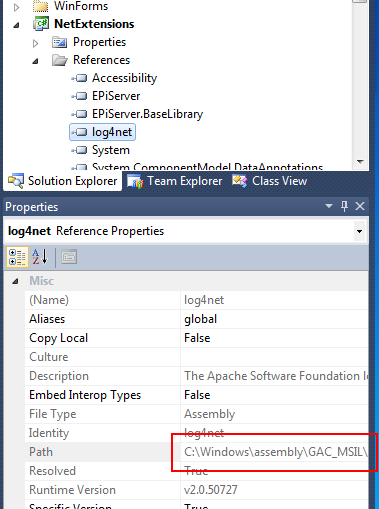 WinForms
NetExtensions
Properties
References
Accessibility
EPiServer
EPiServer.BaseLibrary
log4net
System
System.ComponentModel.DataAnnotations
Solution Explorer Team Explorer Class View
Properties
log4net Reference Properties
Misc
(Name) log4net
Aliases global
Copy Local False
Culture
Description The Apache Software Foundation
Embed Interop Types False
File Type Assembly
Identity log4net
Path C:\Windows\assembly\GAC_MSIL\
Resolved True
Runtime Version v2.0.50727
Specific Version True